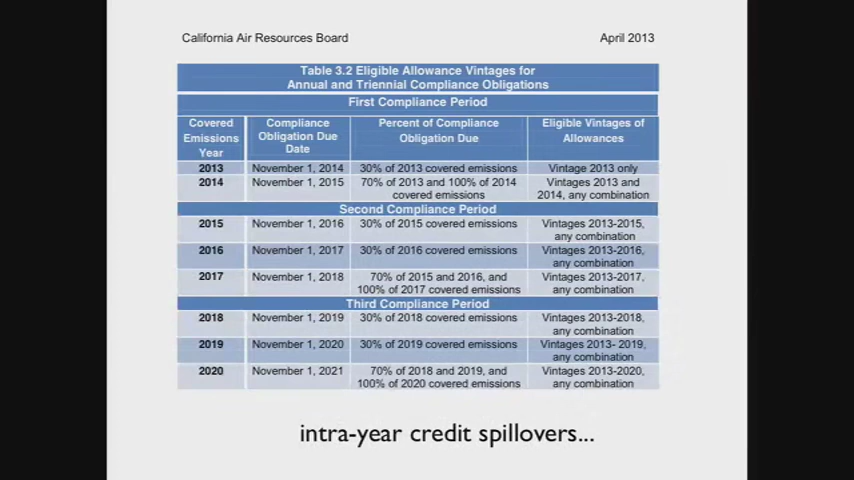 California Air Resources Board April 2013
Table 3.2 Eligible Allowance Vintages for
Annual and Triennial Compliance Obligations
First Compliance Period
Covered Emissions Year | Compliance Obligation Due Date | Percent of Compliance Obligation Due | Eligible Vintages of Allowances
2013 | November 1, 2014 | 30% of 2013 covered emissions | Vintage 2013 only
2014 | November 1, 2015 | 70% of 2013 and 100% of 2014 covered emissions | Vintages 2013 and 2014, any combination
Second Compliance Period
2015 | November 1, 2016 | 30% of 2015 covered emissions | Vintages 2013-2015, any combination
2016 | November 1, 2017 | 30% of 2016 covered emissions | Vintages 2013-2016, any combination
2017 | November 1, 2018 | 70% of 2015 and 2016, and 100% of 2017 covered emissions | Vintages 2013-2017, any combination
Third Compliance Period
2018 | November 1, 2019 | 30% of 2018 covered emissions | Vintages 2013-2018, any combination
2019 | November 1, 2020 | 30% of 2019 covered emissions | Vintages 2013- 2019, any combination
2020 | November 1, 2021 | 70% of 2018 and 2019, and 100% of 2020 covered emissions | Vintages 2013-2020, any combination
intra-year credit spillovers...